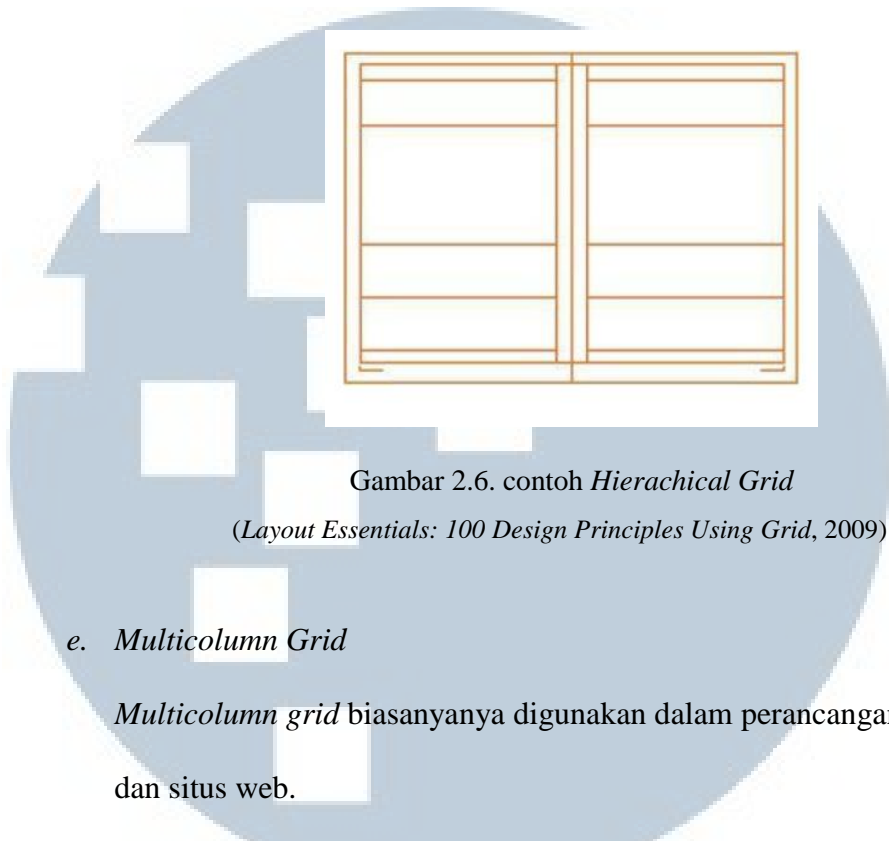 Gambar 2.6. contoh Hierachical Grid
(Layout Essentials: 100 Design Principles Using Grid, 2009)
e. Multicolumn Grid
Multicolumn grid biasanyanya digunakan dalam
dan situs web.